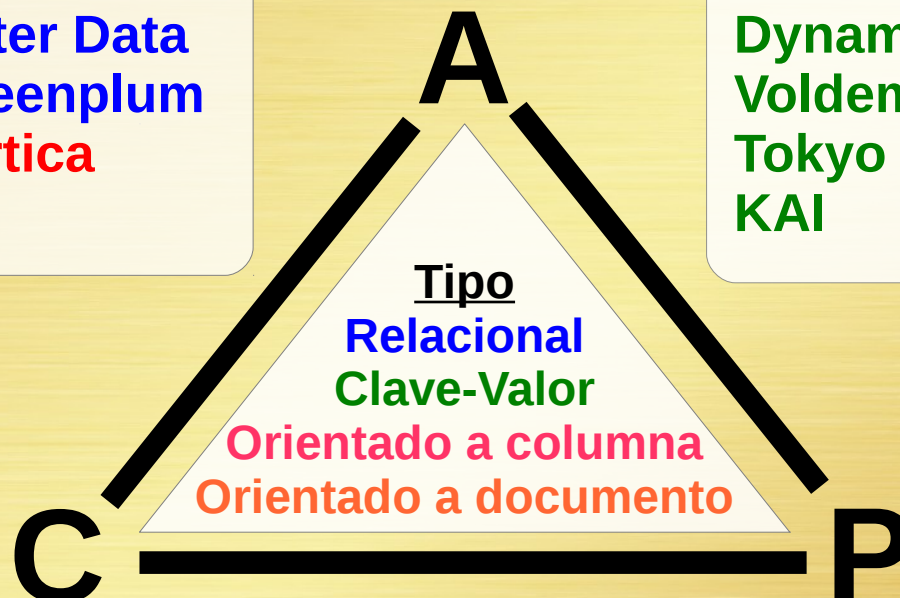 ter Data
eenplum
rtica
A
Dynam
Voldem
Tokyo
KAI
Tipo
Relacional
Clave-Valor
Orientado a columna
Orientado a documento
C
P